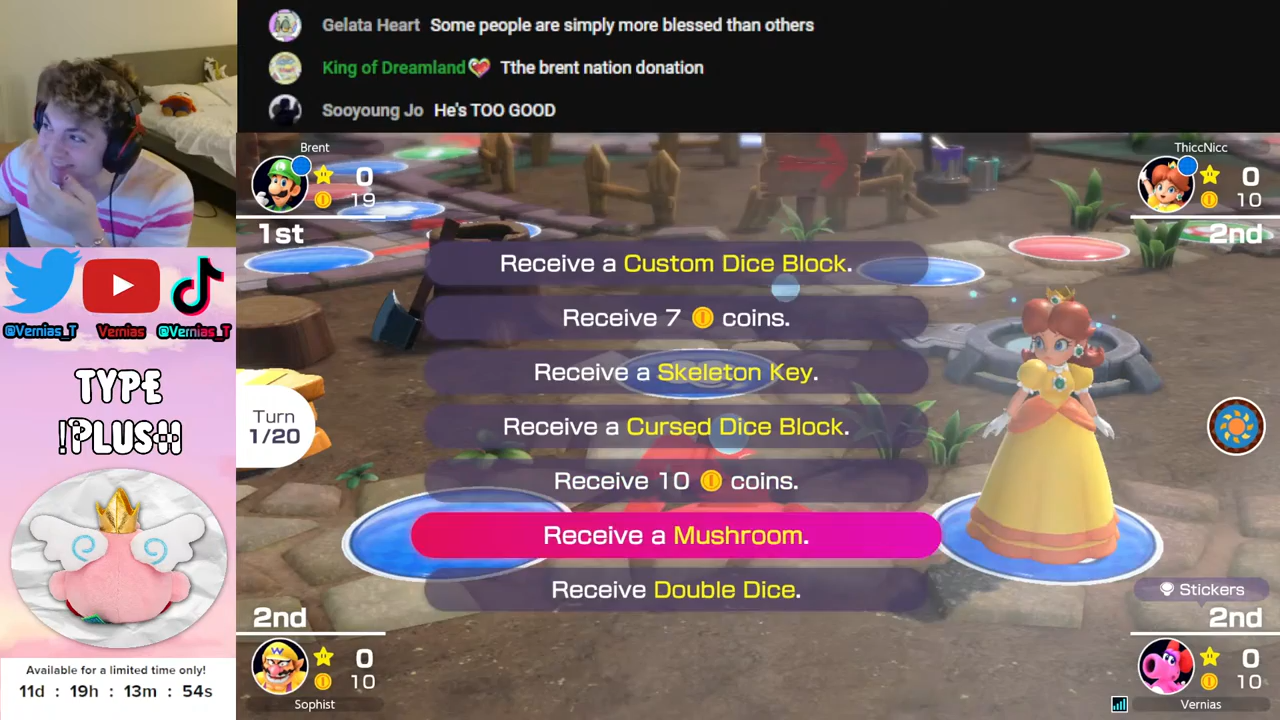 Gelata Heart Some people are simply more blessed than others
King of Dreamland Tthe brent nation donation
Sooyoung Jo He's TOO GOOD
Brent
0
19
1st
ThiccNicc
0
10
2nd
Receive a Custom Dice Block.
Receive 7 coins.
Receive a Skeleton Key.
Receive a Cursed Dice Block.
Receive 10 coins.
Receive a Mushroom.
Receive Double Dice.
Turn
1/20
@Vernias_T Vernias @Vernias_T
TYPE
!PLUSH
Available for a limited time only!
11d : 19h : 13m : 54s
2nd
W
0
10
Sophist
Stickers
2nd
0
10
Vernias